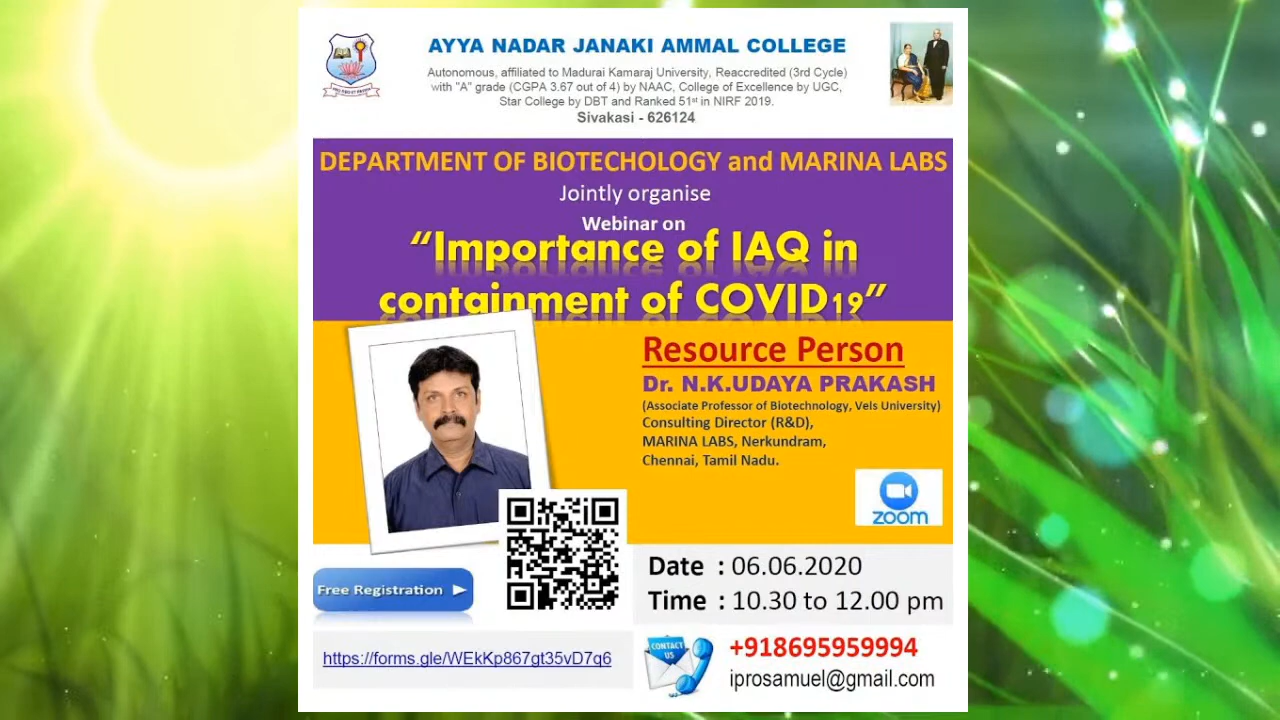 AYYA NADAR JANAKI AMMAL COLLEGE
Autonomous, affiliated to Madurai Kamaraj University, Reaccredited (3rd Cycle)
with "A" grade (CGPA 3.67 out of 4) by NAAC, College of Excellence by UGC,
Star College by DBT and Ranked 51st in NIRF 2019.
Sivakasi - 626124
DEPARTMENT OF BIOTECHOLOGY and MARINA LABS
Jointly organise
Webinar on
“Importance of IAQ in
containment of COVID19”
Resource Person
Dr. N.K.UDAYA PRAKASH
(Associate Professor of Biotechnology, Vels University)
Consulting Director (R&D),
MARINA LABS, Nerkundram,
Chennai, Tamil Nadu.
zoom
Date : 06.06.2020
Time : 10.30 to 12.00 pm
Free Registration
https://forms.gle/WEkKp867gt35vD7q6
CONTACT US
+918695959994
iprosamuel@gmail.com